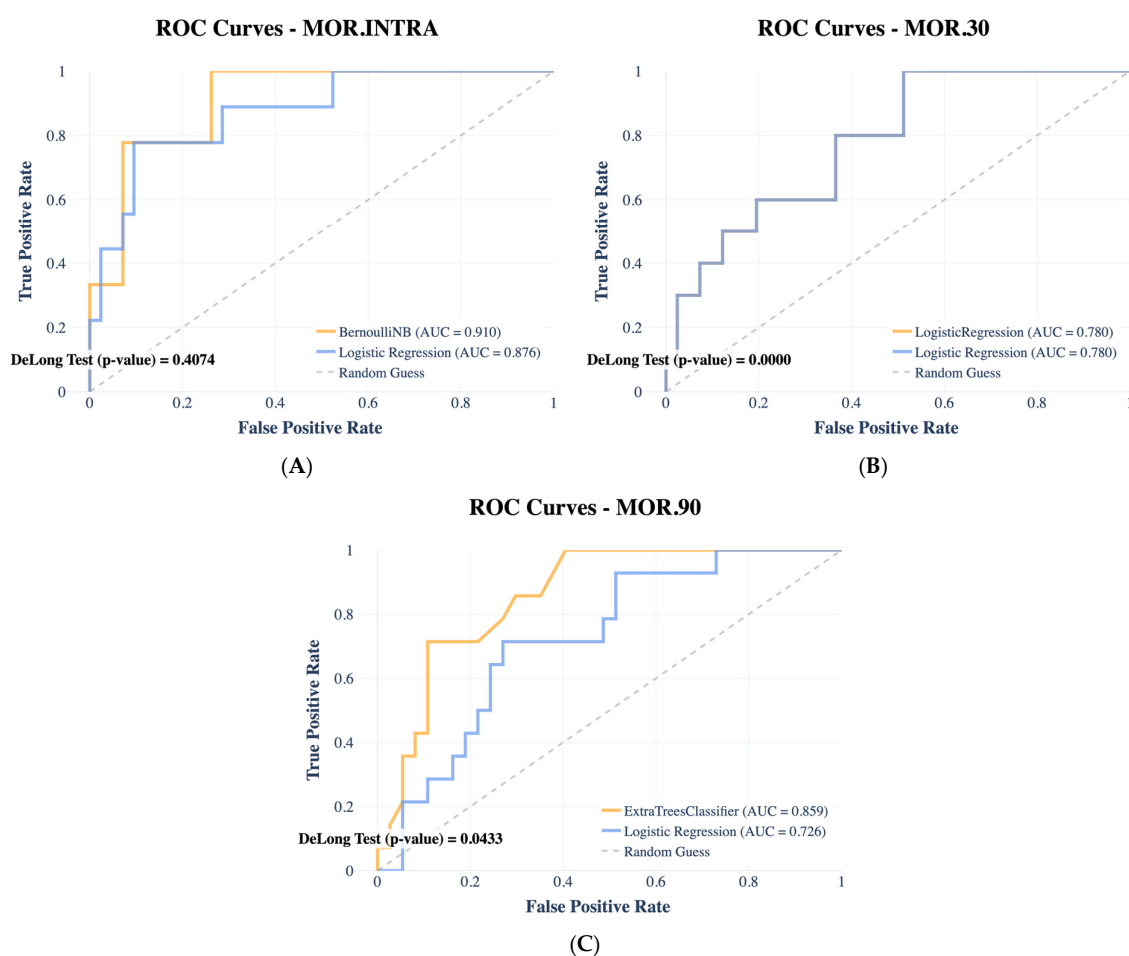 ROC Curves - MOR.INTRA
1
0.8
0.6
0.4
0.2
0
True Positive Rate
BernoulliNB (AUC = 0.910)
Logistic Regression (AUC = 0.876)
Random Guess
DeLong Test (p-value) = 0.4074
0 0.2 0.4 0.6 0.8 1
False Positive Rate
(A)
ROC Curves - MOR.30
1
0.8
0.6
0.4
0.2
0
True Positive Rate
LogisticRegression (AUC = 0.780)
Logistic Regression (AUC = 0.780)
Random Guess
DeLong Test (p-value) = 0.0000
0 0.2 0.4 0.6 0.8 1
False Positive Rate
(B)
ROC Curves - MOR.90
1
0.8
0.6
0.4
0.2
0
True Positive Rate
ExtraTreesClassifier (AUC = 0.859)
Logistic Regression (AUC = 0.726)
Random Guess
DeLong Test (p-value) = 0.0433
0 0.2 0.4 0.6 0.8 1
False Positive Rate
(C)